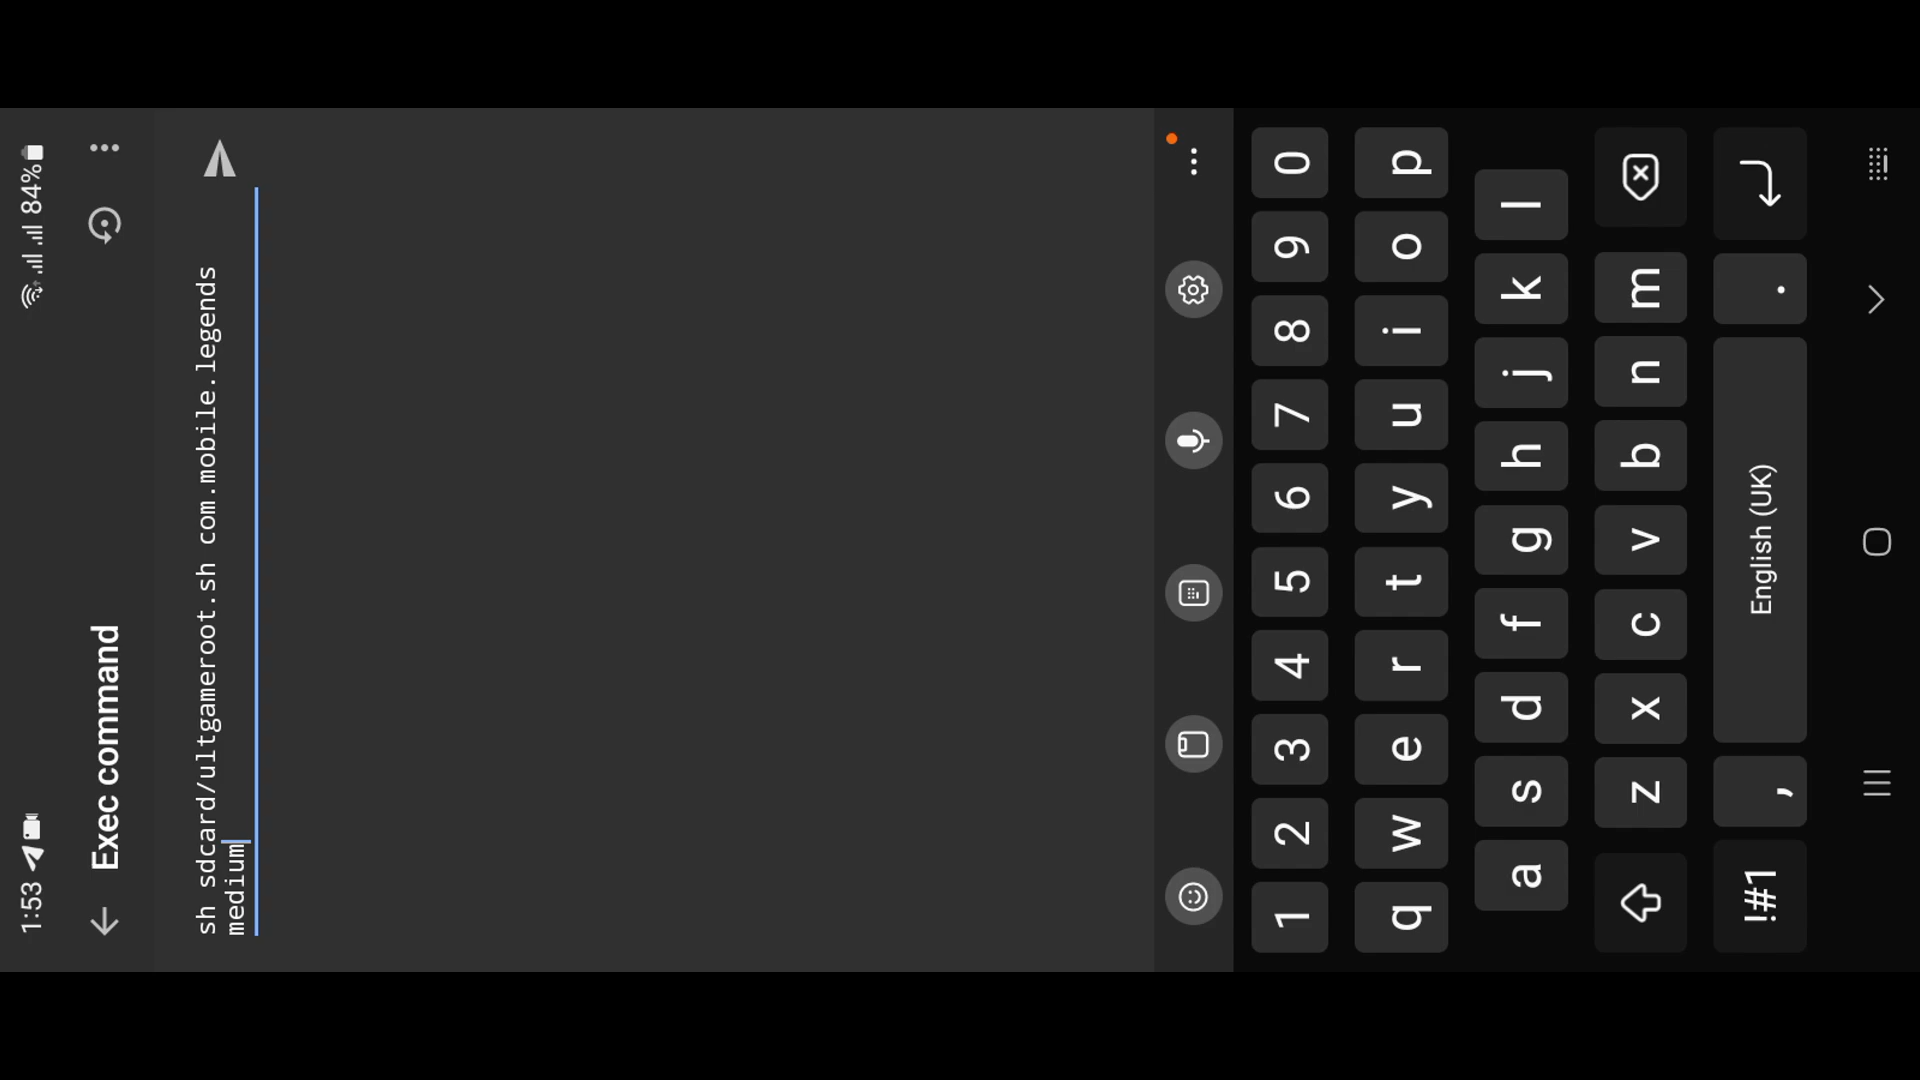 1:53
84%
Exec command
sh sdcard/ultgameroot.sh com.mobile.legends
medium
1 2 3 4 5 6 7 8 9 0
q w e r t y u i o p
a s d f g h j k l
z x c v b n m
!#1 , English (UK) .